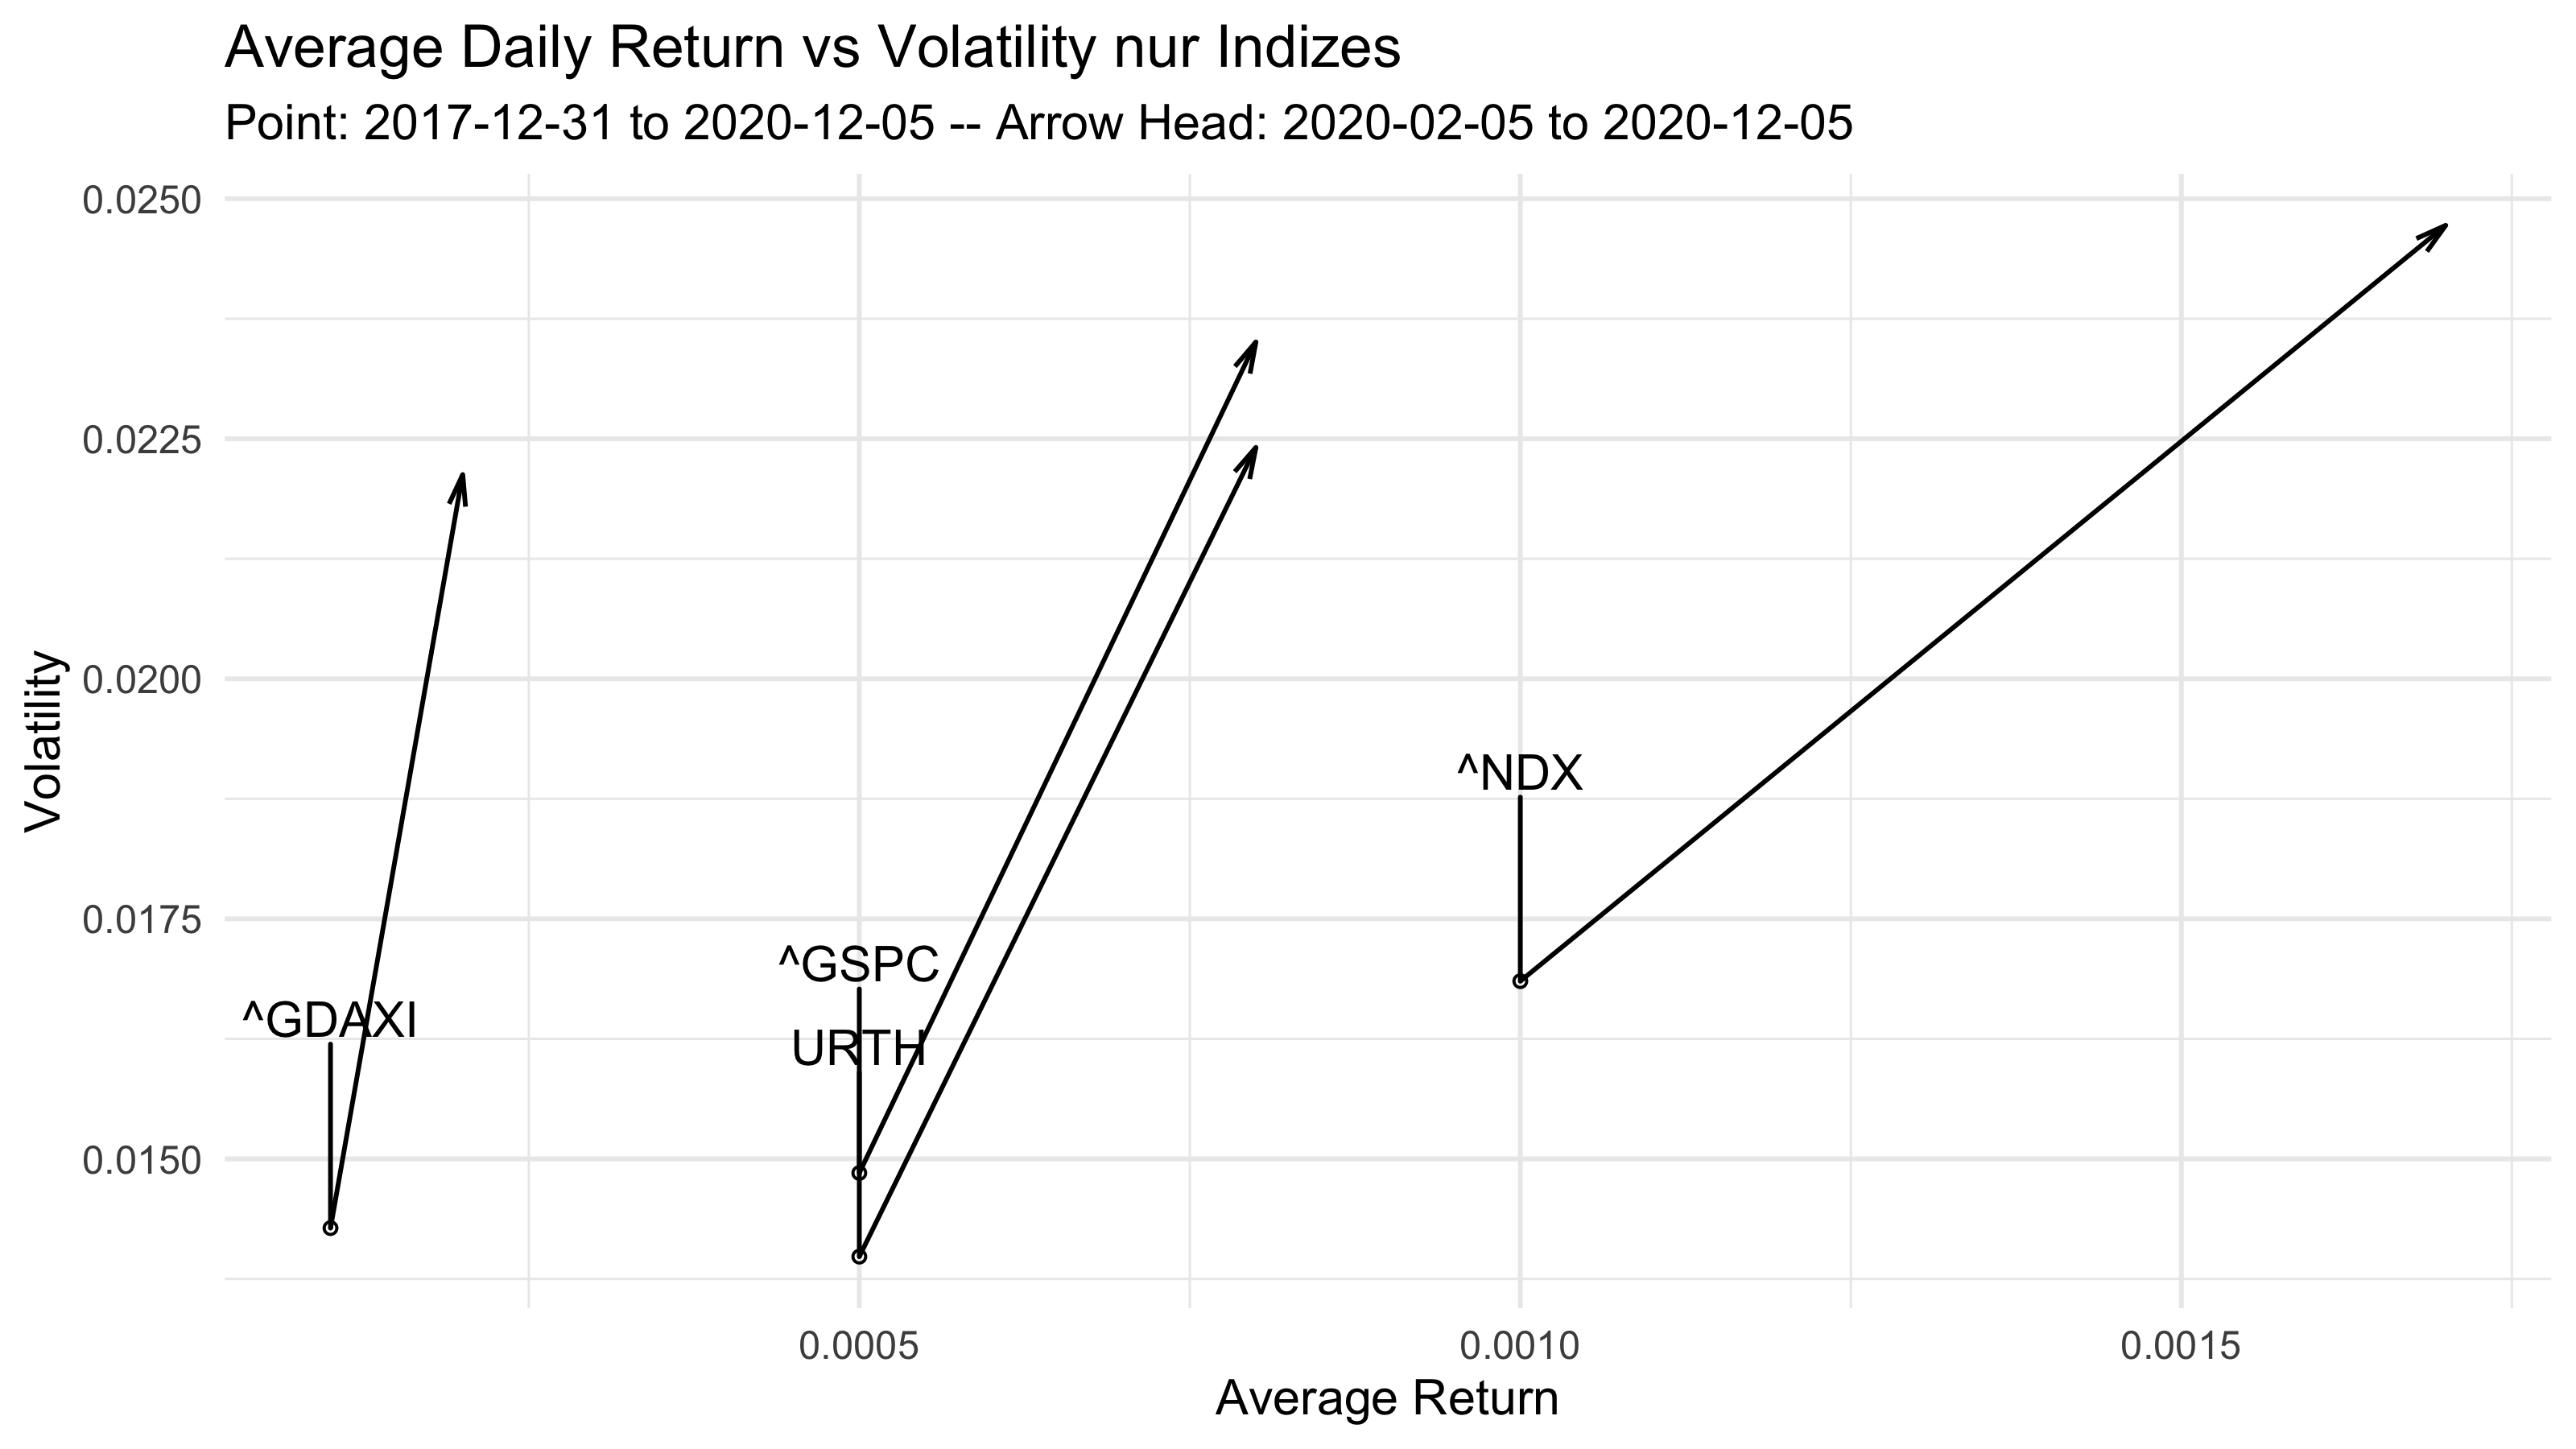 Average Daily Return vs Volatility nur Indizes
Point: 2017-12-31 to 2020-12-05 -- Arrow Head: 2020-02-05 to 2020-12-05
0.0250
0.0225
0.0200
0.0175
0.0150
Volatility
^NDX
^GSPC
^GDAXI
URTH
0.0005
0.0010
0.0015
Average Return